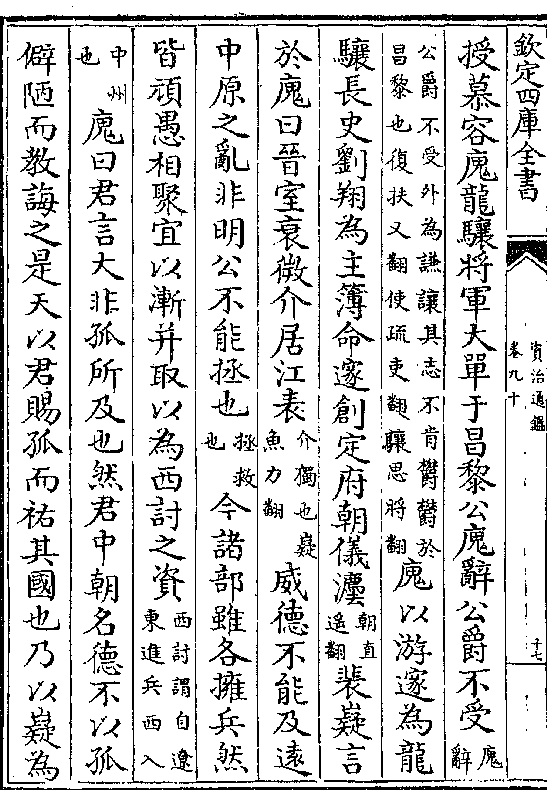 欽定四庫全書
資治通鑑
卷九十
十七
授慕容廆龍驤將軍大單于昌黎公廆辭公爵不受廆辭
公爵不受外為謙讓其志不肯鬱鬱於昌黎也復扶又翻使疏吏翻驤思將翻廆以游邃為龍
驤長史劉翔為主簿命邃創定府朝儀灋朝直遥翻裴嶷言
於廆曰晉室衰微介居江表介獨也嶷魚力翻威德不能及遠
中原之亂非明公不能拯也拯救也今諸部雖各擁兵然
皆頑愚相聚宜以漸并取以為西討之資西討謂自遼東進兵西入
中州也廆曰君言大非孤所及也然君中朝名德不以孤
僻陋而教誨之是天以君賜孤而祐其國也乃以嶷為